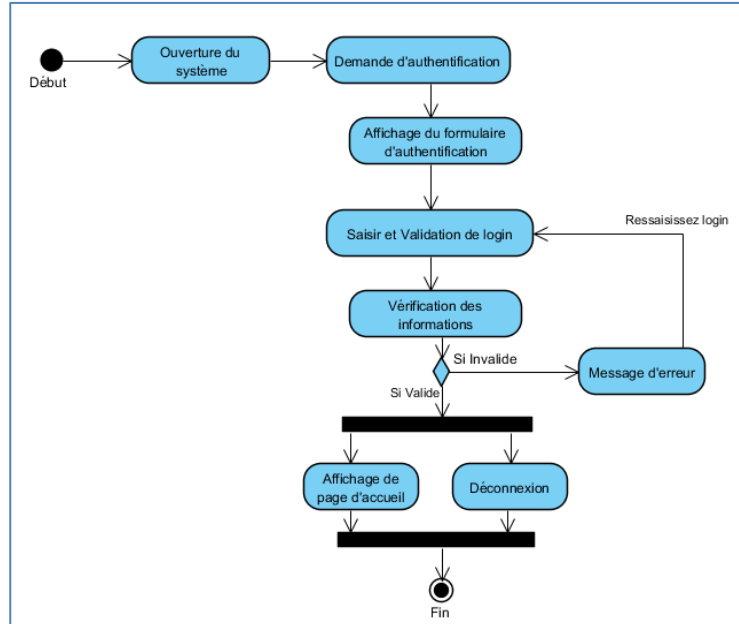 Début
Ouverture du
système
Demande d'authentification
Affichage du formulaire
d'authentification
Saisir et Validation de login
Ressaisissez login
Vérification des
informations
Si Invalide
Message d'erreur
Si Valide
Affichage de
page d'accueil
Déconnexion
Fin